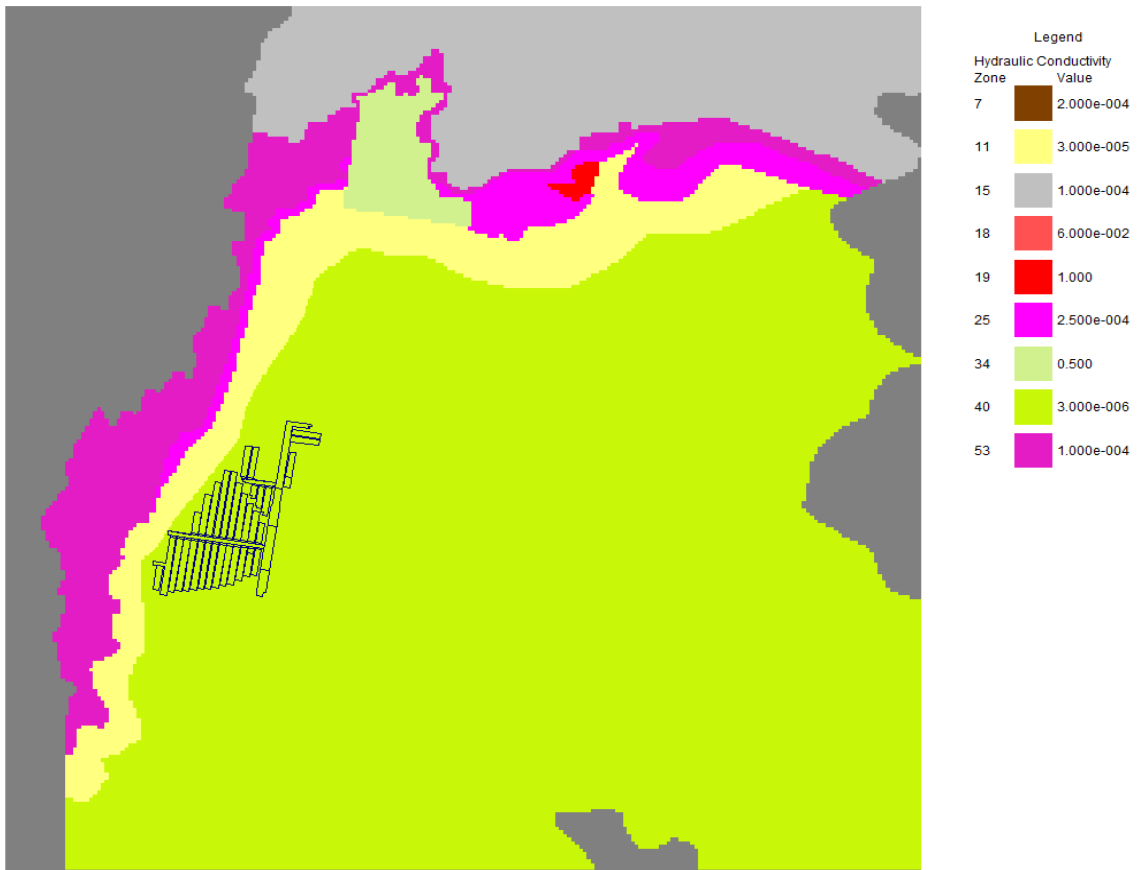 Legend
Hydraulic Conductivity
Zone Value
7 2.000e-004
11 3.000e-005
15 1.000e-004
18 6.000e-002
19 1.000
25 2.500e-004
34 0.500
40 3.000e-006
53 1.000e-004